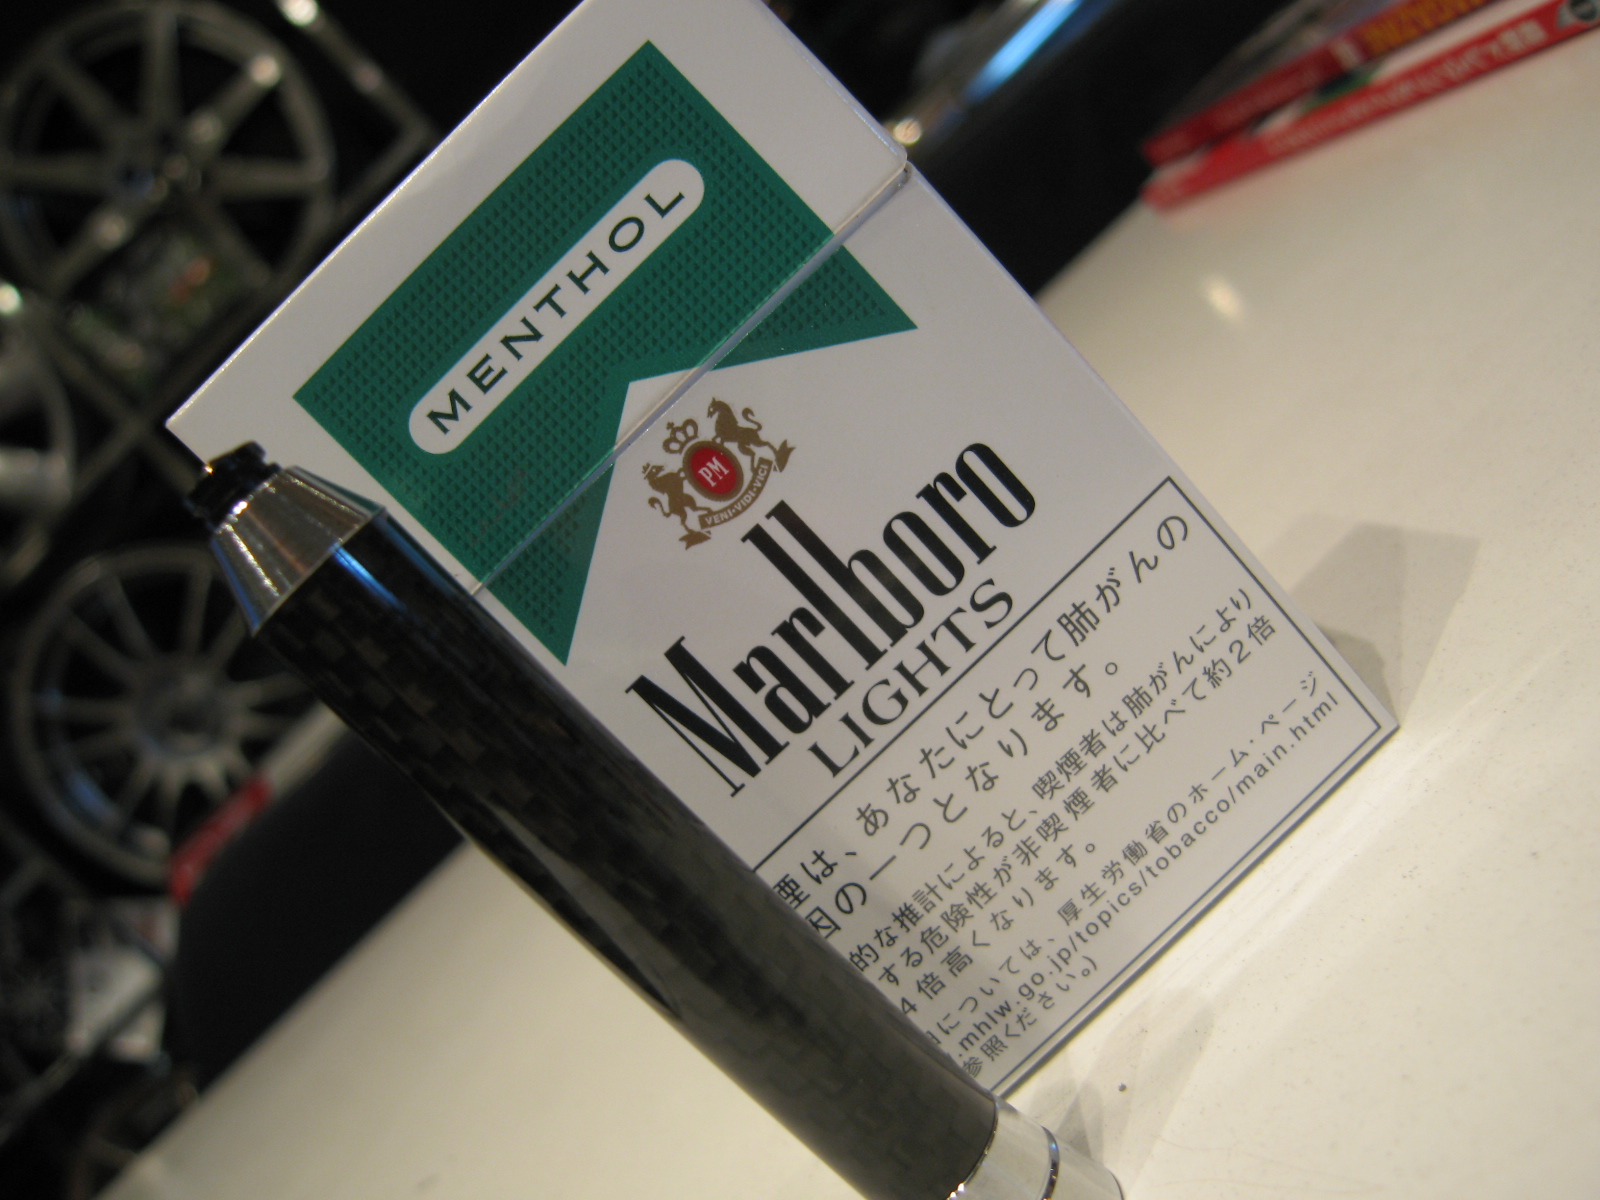 MENTHOL
PM
VENI·VIDI·VICI
Marlboro
LIGHTS
煙は、あなたにとって肺がんの
因の一つとなります。
的な推計によると、喫煙者は肺がんにより
する危険性が非喫煙者に比べて約2倍
4倍高くなります。
については、厚生労働省のホーム・ページ
.mhlw.go.jp/topics/tobacco/main.html
参照ください。)